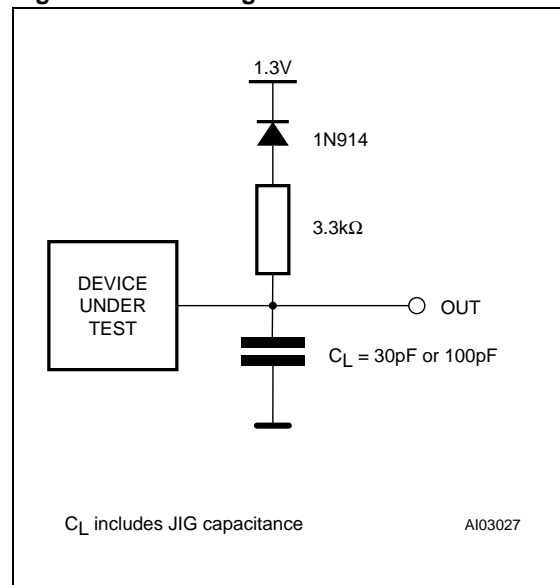 1.3V
1N914
3.3kΩ
DEVICE
UNDER
TEST
OUT
CL = 30pF or 100pF
CL includes JIG capacitance
AI03027